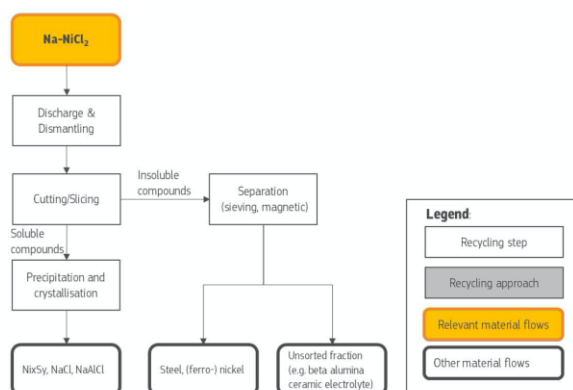 Na-NiCl₂
Discharge &
Dismantling
Cutting/Slicing
Insoluble
compounds
Separation
(sieving, magnetic)
Soluble
compounds
Precipitation and
crystallisation
NixSy, NaCl, NaAlCl
Steel, (ferro-) nickel
Unsorted fraction
(e.g. beta alumina
ceramic electrolyte)
Legend:
Recycling step
Recycling approach
Relevant material flows
Other material flows